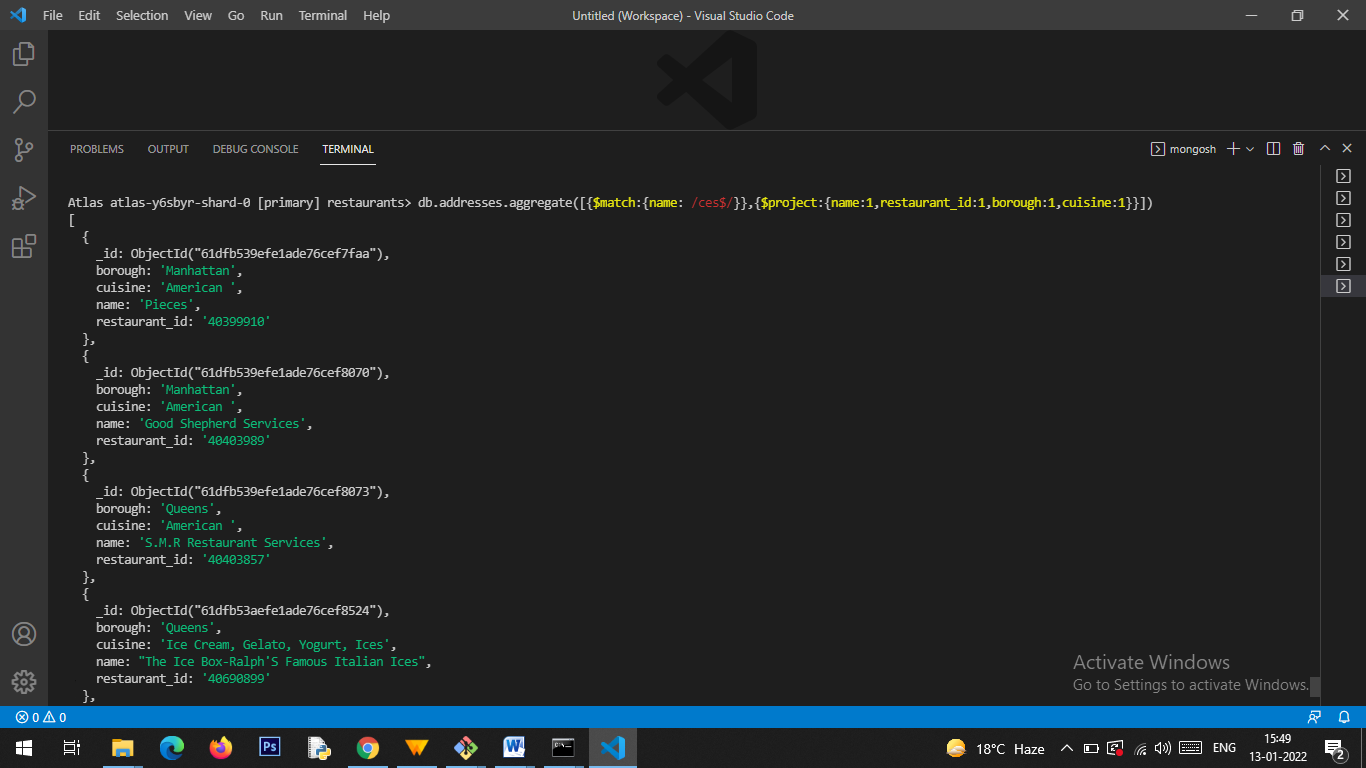 File Edit Selection View Go Run Terminal Help Untitled (Workspace) - Visual Studio Code
PROBLEMS OUTPUT DEBUG CONSOLE TERMINAL mongosh
Atlas atlas-y6sbyr-shard-0 [primary] restaurants> db.addresses.aggregate([{$match:{name: /ces$/}},{$project:{name:1,restaurant_id:1,borough:1,cuisine:1}}])
[
{
_id: ObjectId("61dfb539efe1ade76cef7faa"),
borough: 'Manhattan',
cuisine: 'American ',
name: 'Pieces',
restaurant_id: '40399910'
},
{
_id: ObjectId("61dfb539efe1ade76cef8070"),
borough: 'Manhattan',
cuisine: 'American ',
name: 'Good Shepherd Services',
restaurant_id: '40403989'
},
{
_id: ObjectId("61dfb539efe1ade76cef8073"),
borough: 'Queens',
cuisine: 'American ',
name: 'S.M.R Restaurant Services',
restaurant_id: '40403857'
},
{
_id: ObjectId("61dfb53aefe1ade76cef8524"),
borough: 'Queens',
cuisine: 'Ice Cream, Gelato, Yogurt, Ices',
name: "The Ice Box-Ralph'S Famous Italian Ices",
restaurant_id: '40690899'
},
Activate Windows
Go to Settings to activate Windows.
0 0
Ps
18°C Haze ENG 15:49
13-01-2022
2